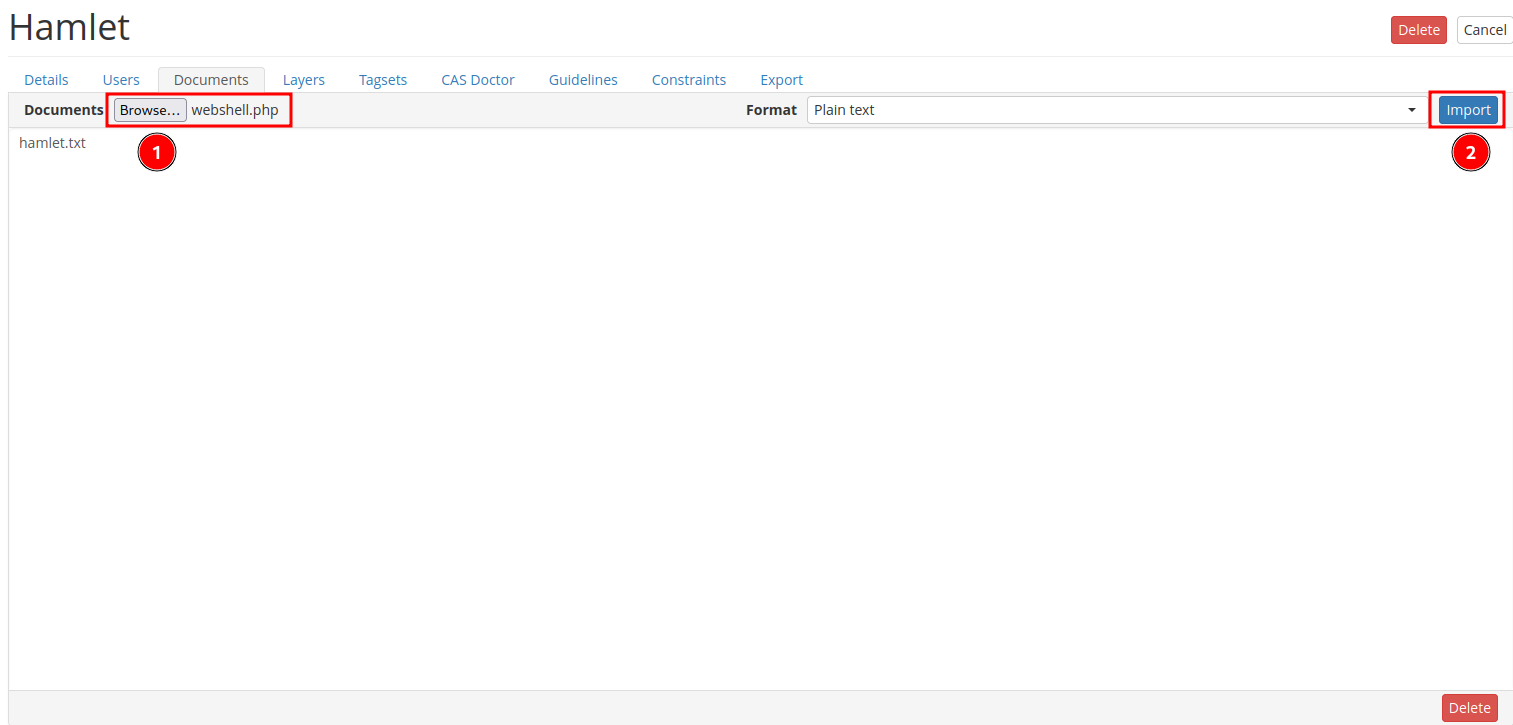 Hamlet
Delete Cancel
Details Users Documents Layers Tagsets CAS Doctor Guidelines Constraints Export
Documents Browse... webshell.php Format Plain text Import
hamlet.txt
1 2
Delete